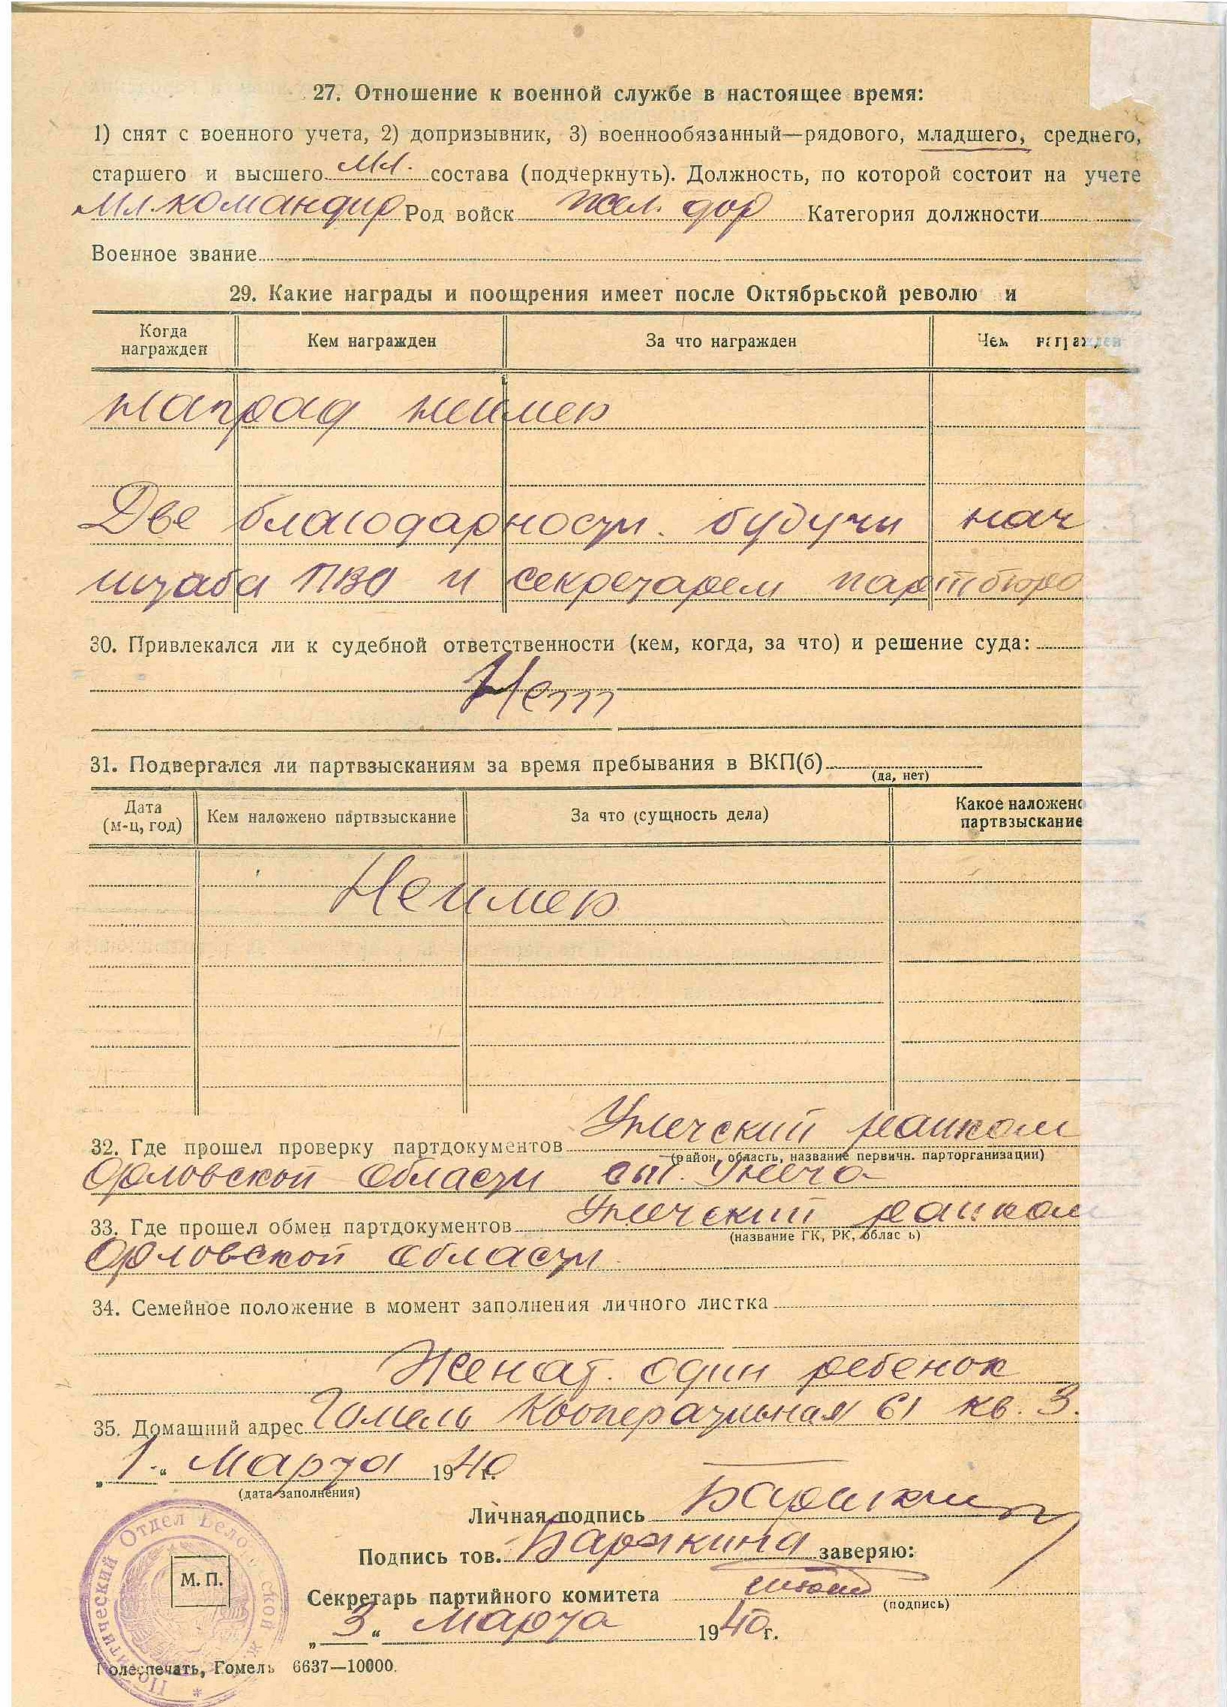 27. Отношение к военной службе в настоящее время:
1) снят с военного учета, 2) допризывник, 3) военнообязанный—рядового, младшего, среднего,
старшего и высшего мл. состава (подчеркнуть). Должность, по которой состоит на учете
Мл.командир Род войск Жел. дор Категория должности
Военное звание
29. Какие награды и поощрения имеет после Октябрьской револю и
Когда награжден Кем награжден За что награжден Чем награжден
Наград неимею
Две благодарности. будучи нач
штаба ПВО и секретарем партбюро
30. Привлекался ли к судебной ответственности (кем, когда, за что) и решение суда:
Нет
31. Подвергался ли партвзысканиям за время пребывания в ВКП(б)
(да, нет)
Дата (м-ц, год) Кем наложено партвзыскание За что (сущность дела) Какое наложено партвзыскание
Неимею
32. Где прошел проверку партдокументов Унечский райком
(район, область, название первичн. парторганизации)
Орловской области ст. Унеча
33. Где прошел обмен партдокументов Унечский райком
(название ГК, РК, облас ь)
Орловской области.
34. Семейное положение в момент заполнения личного листка
Женат. один ребенок
35. Домашний адрес Гомель Кооперативная 61 кв. 3.
„1.“ Марта 1940 г.
(дата заполнения)
Личная подпись
Подпись тов. Барякина заверяю:
Секретарь партийного комитета
(подпись)
„3“ Марта 1940 г.
М. П.
Политический Отдел Белорусской ж.
Полеспечать, Гомель 6637—10000.